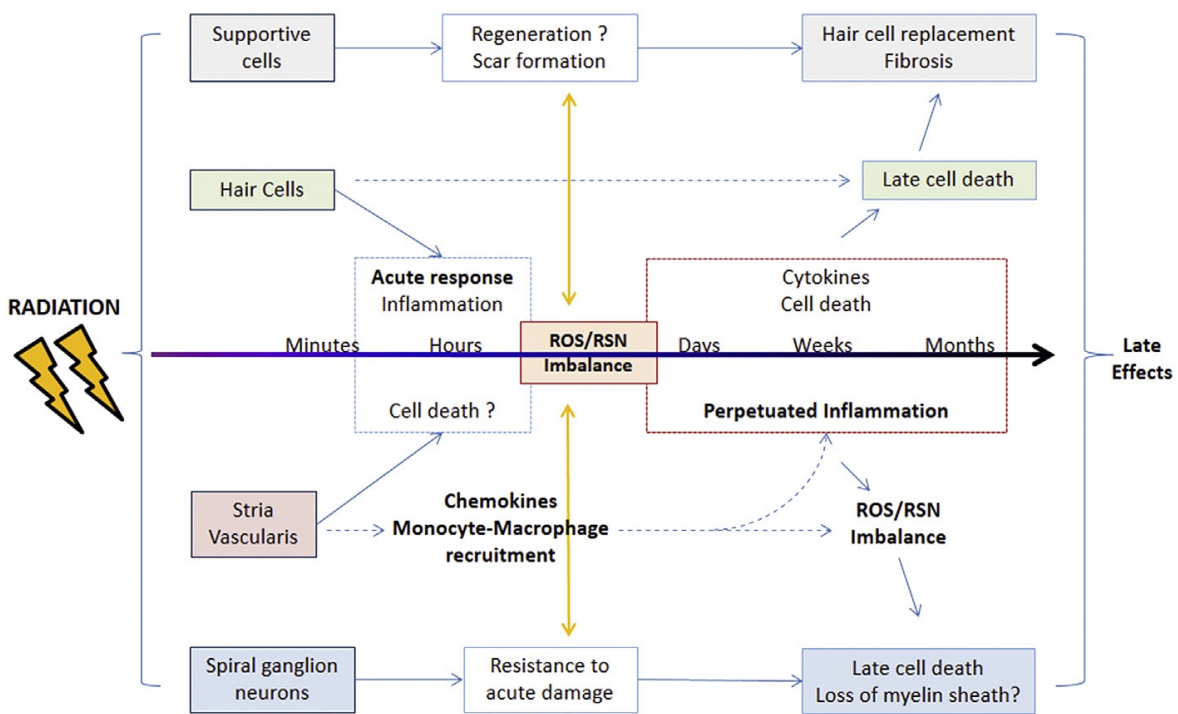 Supportive
cells
Regeneration ?
Scar formation
Hair cell replacement
Fibrosis
Hair Cells
Late cell death
Acute response
Inflammation
Cytokines
Cell death
RADIATION
Minutes
Hours
ROS/RSN
Imbalance
Days
Weeks
Months
Late
Effects
Cell death ?
Perpetuated Inflammation
Stria
Vascularis
Chemokines
Monocyte-Macrophage
recruitment
ROS/RSN
Imbalance
Spiral ganglion
neurons
Resistance to
acute damage
Late cell death
Loss of myelin sheath?